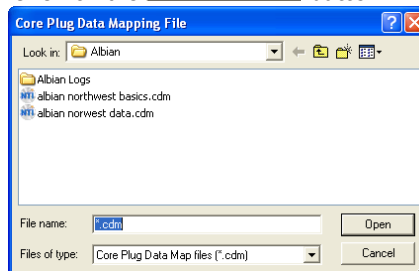 Core Plug Data Mapping File
Look in: Albian
Albian Logs
albian northwest basics.cdm
albian norwest data.cdm
File name: *.cdm Open
Files of type: Core Plug Data Map files (*.cdm) Cancel